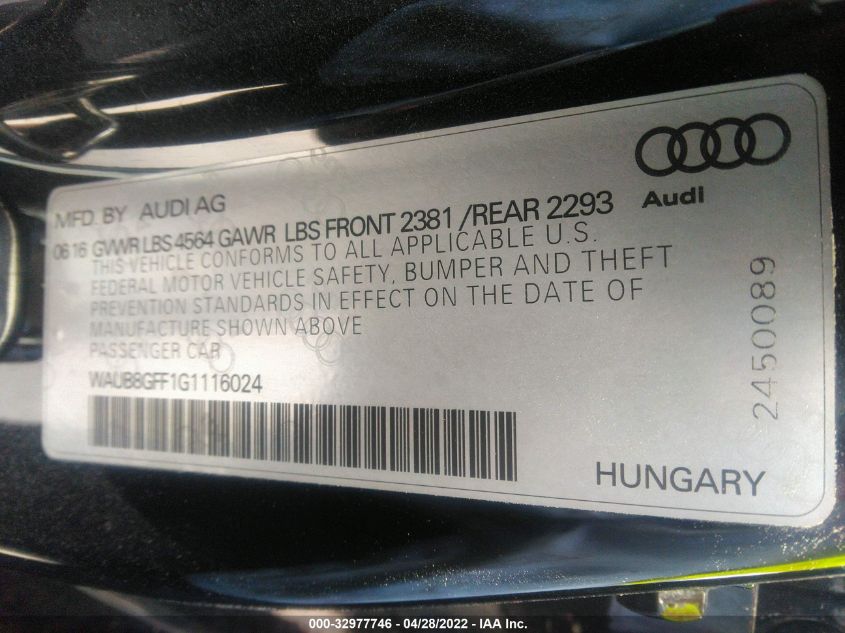 MFD. BY AUDI AG
06 16 GVWR LBS 4564 GAWR LBS FRONT 2381 /REAR 2293
THIS VEHICLE CONFORMS TO ALL APPLICABLE U.S.
FEDERAL MOTOR VEHICLE SAFETY, BUMPER AND THEFT
PREVENTION STANDARDS IN EFFECT ON THE DATE OF
MANUFACTURE SHOWN ABOVE
PASSENGER CAR
WAUB8GFF1G1116024
Audi
2450089
HUNGARY
000-32977746 - 04/28/2022 - IAA Inc.